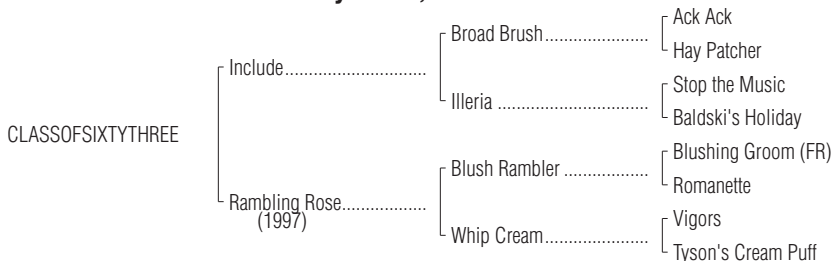 Ack Ack
Broad Brush
Hay Patcher
Include
Stop the Music
Illeria
Baldski's Holiday
CLASSOFSIXTYTHREE
Blushing Groom (FR)
Blush Rambler
Romanette
Rambling Rose
(1997)
Vigors
Whip Cream
Tyson's Cream Puff